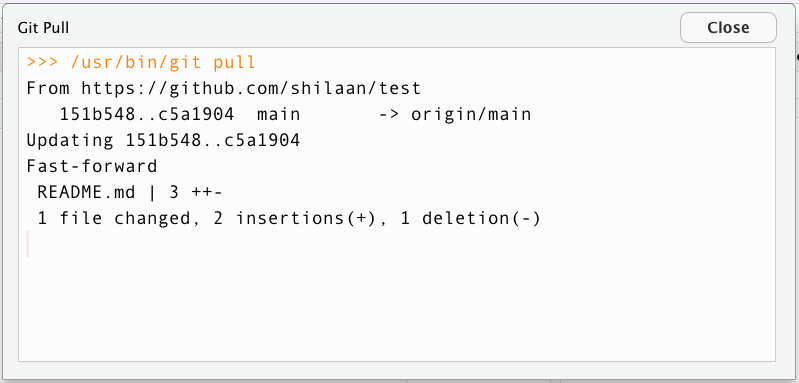 Git Pull
Close
>>> /usr/bin/git pull
From https://github.com/shilaan/test
   151b548..c5a1904  main       -> origin/main
Updating 151b548..c5a1904
Fast-forward
 README.md | 3 ++-
 1 file changed, 2 insertions(+), 1 deletion(-)